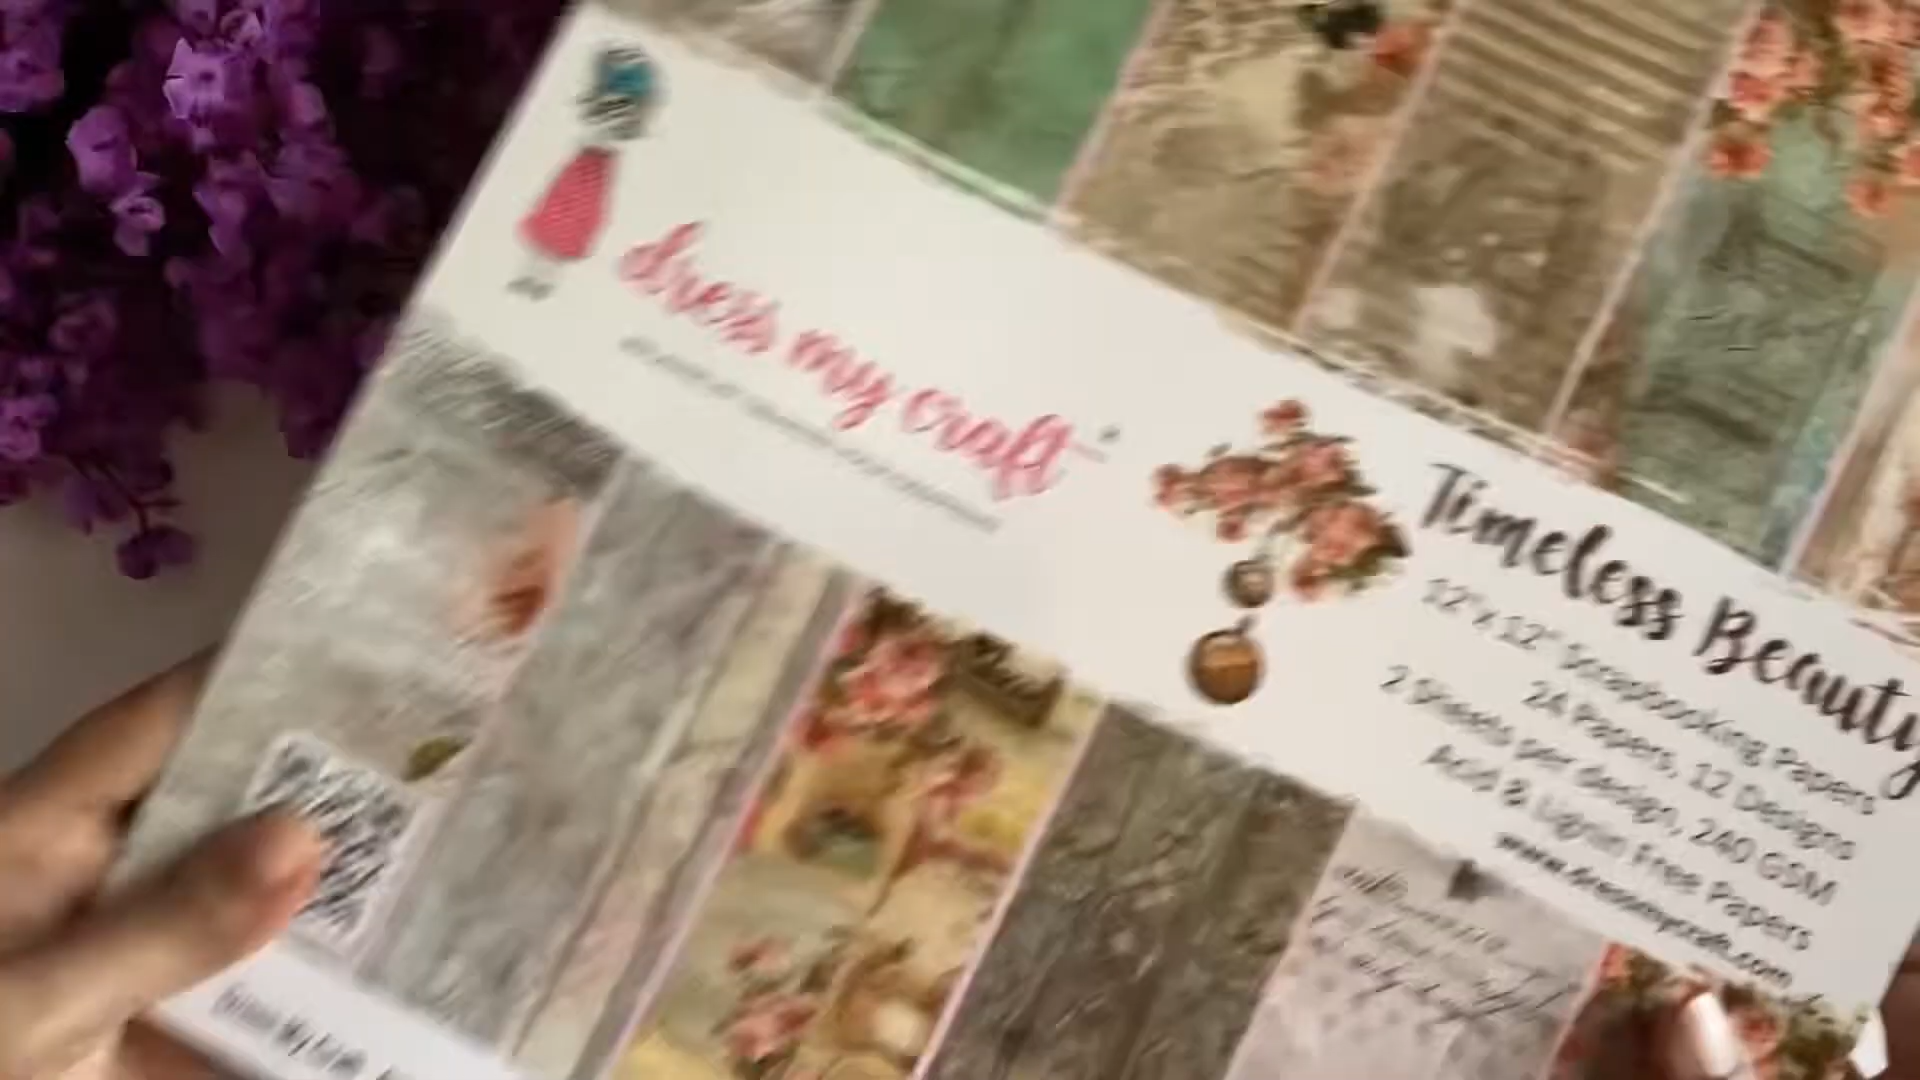 dress my craft
Timeless Beauty
12"x 12" Scrapbooking Papers
24 Papers, 12 Designs
2 Sheets per design, 240 GSM
Acid & Lignin Free Papers
www.dressmycraft.com